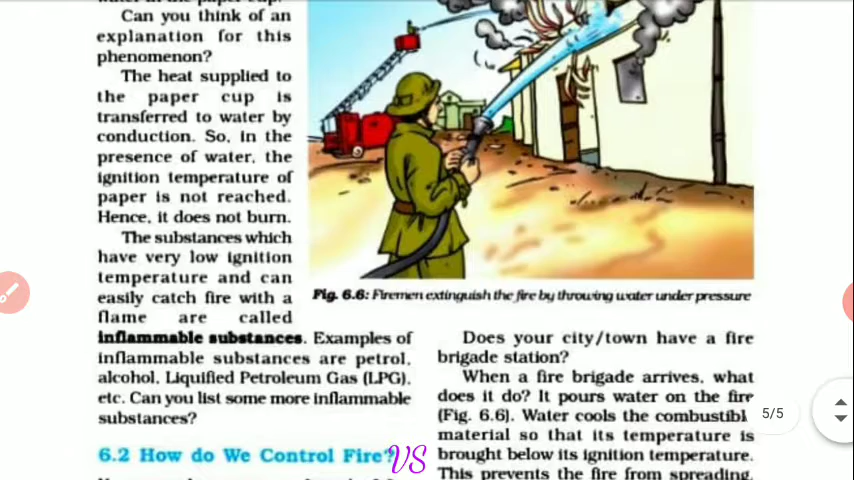 water in the paper cup.
Can you think of an
explanation for this
phenomenon?
The heat supplied to
the paper cup is
transferred to water by
conduction. So, in the
presence of water, the
ignition temperature of
paper is not reached.
Hence, it does not burn.
The substances which
have very low ignition
temperature and can
easily catch fire with a
flame are called
inflammable substances. Examples of
inflammable substances are petrol,
alcohol, Liquified Petroleum Gas (LPG),
etc. Can you list some more inflammable
substances?
6.2 How do We Control Fire?
Fig. 6.6: Firemen extinguish the fire by throwing water under pressure
Does your city/town have a fire
brigade station?
When a fire brigade arrives, what
does it do? It pours water on the fire
(Fig. 6.6). Water cools the combustibl
material so that its temperature is
brought below its ignition temperature.
This prevents the fire from spreading.
5/5
VS